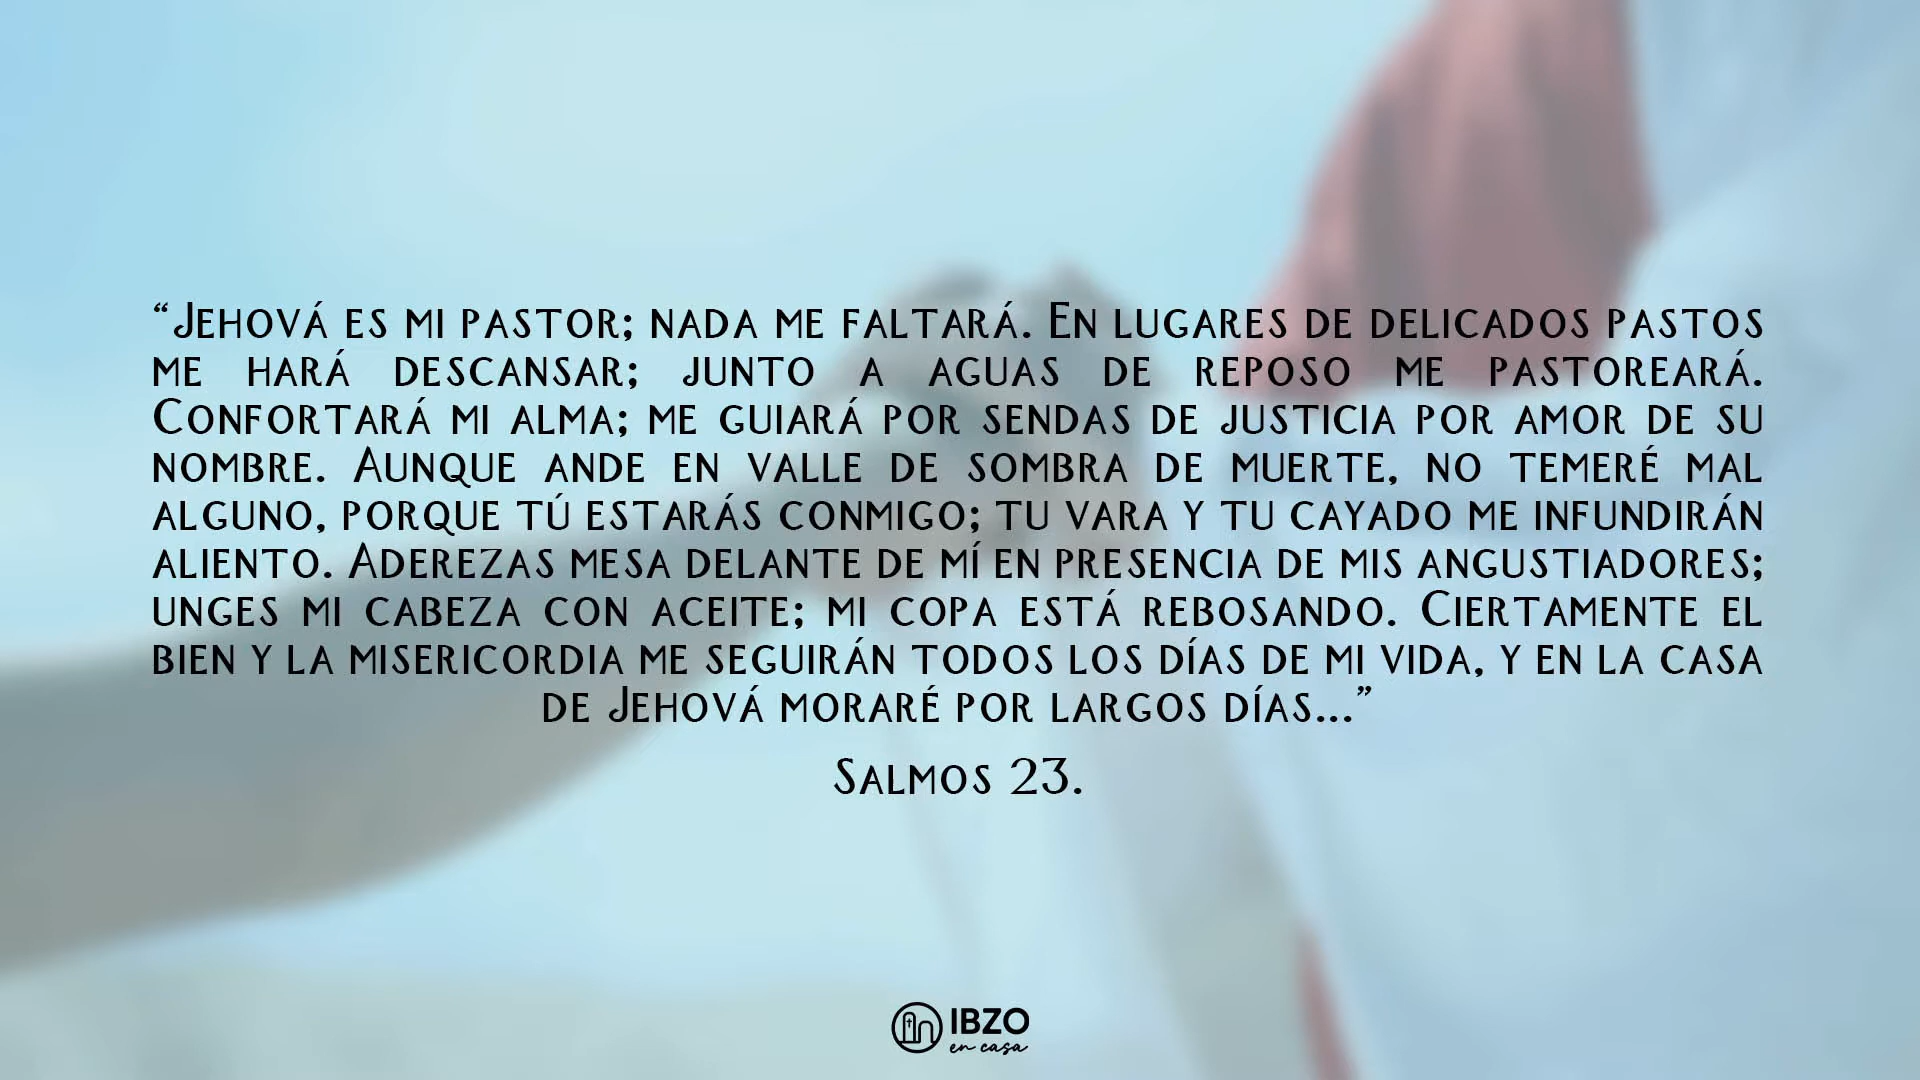 “Jehová es mi pastor; nada me faltará. En lugares de delicados pastos
me hará descansar; junto a aguas de reposo me pastoreará.
Confortará mi alma; me guiará por sendas de justicia por amor de su
nombre. Aunque ande en valle de sombra de muerte, no temeré mal
alguno, porque tú estarás conmigo; tu vara y tu cayado me infundirán
aliento. Aderezas mesa delante de mí en presencia de mis angustiadores;
unges mi cabeza con aceite; mi copa está rebosando. Ciertamente el
bien y la misericordia me seguirán todos los días de mi vida, y en la casa
de Jehová moraré por largos días...”
Salmos 23.
IBZO
en casa